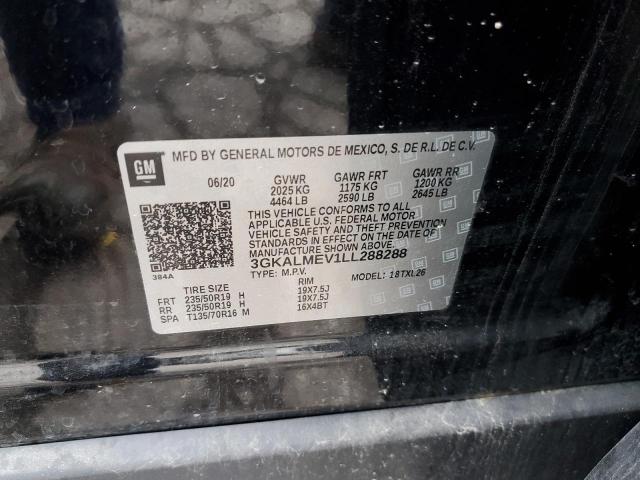 GM MFD BY GENERAL MOTORS DE MEXICO, S. DE R.L. DE C.V.
06/20 GVWR GAWR FRT GAWR RR
2025 KG 1175 KG 1200 KG
4464 LB 2590 LB 2645 LB
THIS VEHICLE CONFORMS TO ALL
APPLICABLE U.S. FEDERAL MOTOR
VEHICLE SAFETY AND THEFT PREVENTION
STANDARDS IN EFFECT ON THE DATE OF
MANUFACTURE SHOWN ABOVE.
3GKALMEV1LL288288
384A
TYPE: M.P.V. MODEL: 18TXL26
TIRE SIZE RIM
FRT 235/50R19 H 19X7.5J
RR 235/50R19 H 19X7.5J
SPA T135/70R16 M 16X4BT